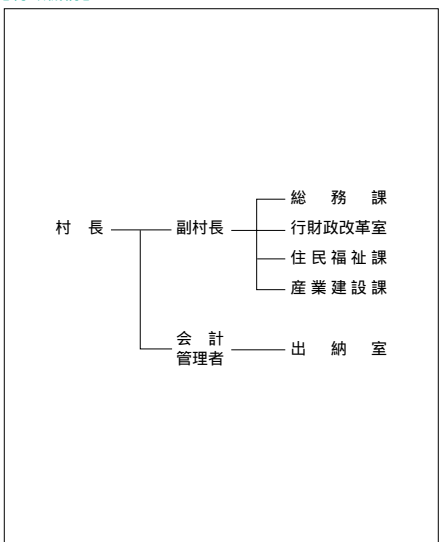 総務課
村長 副村長 行財政改革室
住民福祉課
産業建設課
会計
管理者 出納室